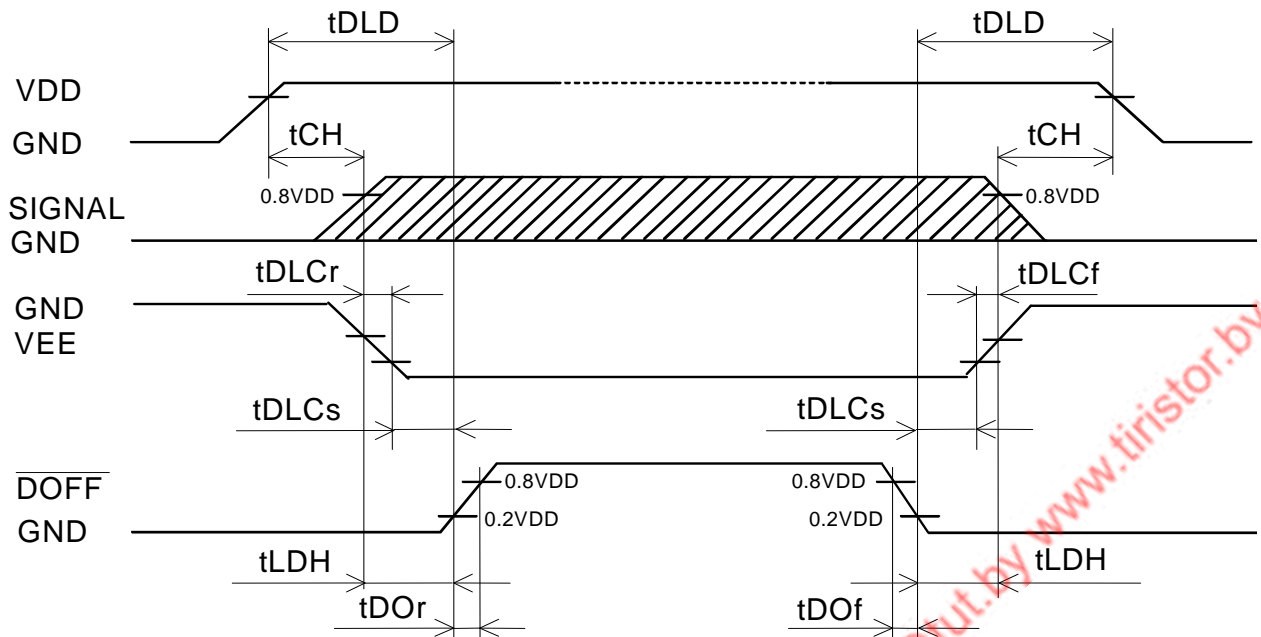 tDLD tDLD
VDD
GND
tCH tCH
0.8VDD 0.8VDD
SIGNAL
GND
tDLCr tDLCf
GND
VEE
tDLCs tDLCs
DOFF
0.8VDD 0.8VDD
GND
0.2VDD 0.2VDD
tLDH tLDH
tDOr tDOf
www.tiristor.by